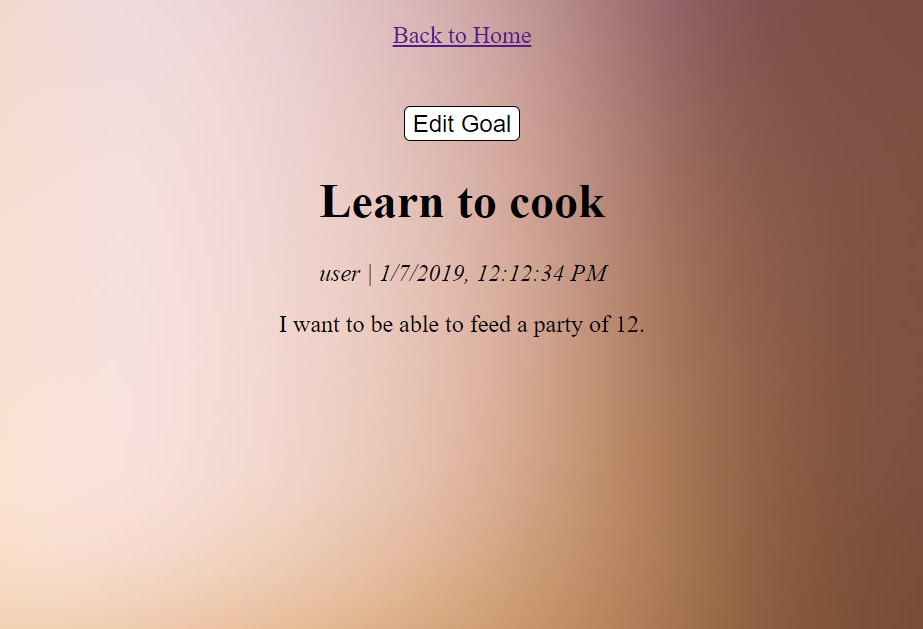 Back to Home
Edit Goal
Learn to cook
user | 1/7/2019, 12:12:34 PM
I want to be able to feed a party of 12.